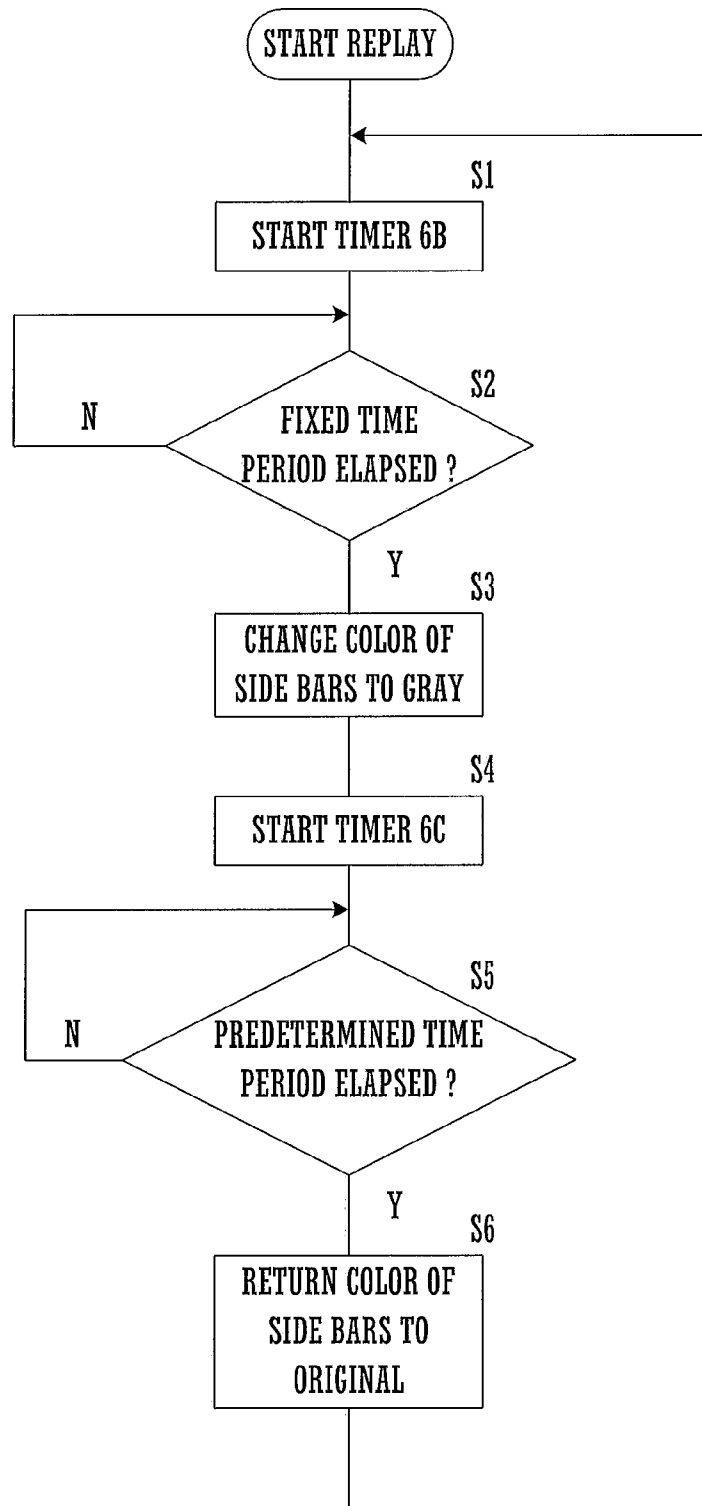 START REPLAY
S1
START TIMER 6B
S2
N
FIXED TIME
PERIOD ELAPSED ?
Y
S3
CHANGE COLOR OF
SIDE BARS TO GRAY
S4
START TIMER 6C
S5
N
PREDETERMINED TIME
PERIOD ELAPSED ?
Y
S6
RETURN COLOR OF
SIDE BARS TO
ORIGINAL